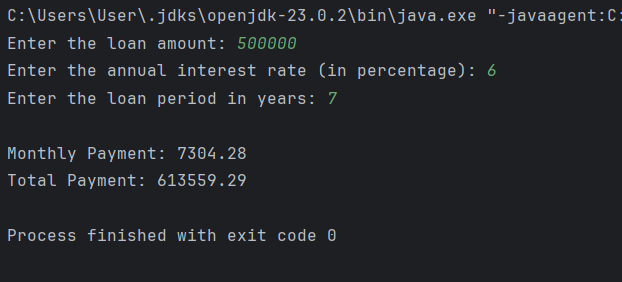 C:\Users\User\.jdks\openjdk-23.0.2\bin\java.exe "-javaagent:C:
Enter the loan amount: 500000
Enter the annual interest rate (in percentage): 6
Enter the loan period in years: 7
Monthly Payment: 7304.28
Total Payment: 613559.29
Process finished with exit code 0